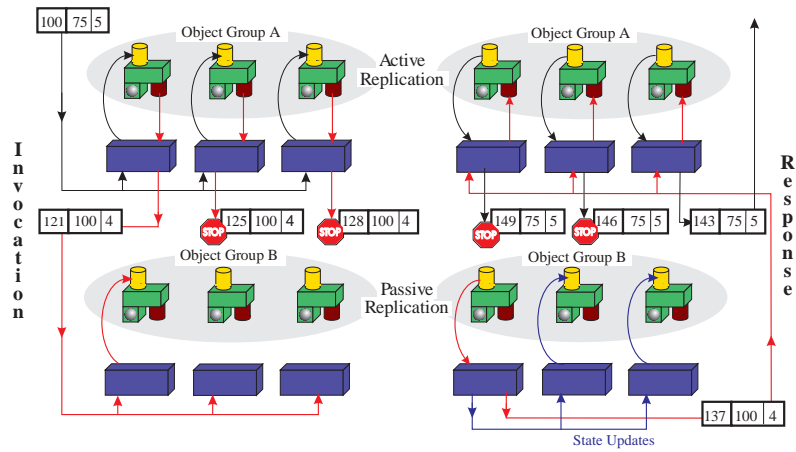 100 75 5
Object Group A
Object Group A
Active
Replication
Invocation
Response
121 100 4
STOP
125 100 4
STOP
128 100 4
STOP
149 75 5
STOP
146 75 5
143 75 5
Object Group B
Object Group B
Passive
Replication
137 100 4
State Updates